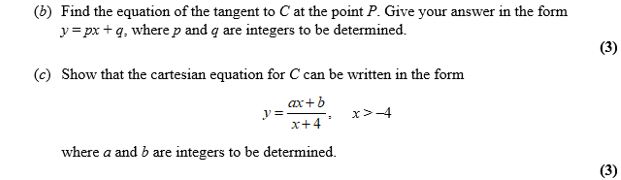 (b) Find the equation of the tangent to C at the point P. Give your answer in the form
y = px + q, where p and q are integers to be determined.
(3)
(c) Show that the cartesian equation for C can be written in the form
y = (ax + b)/(x + 4), x > –4
where a and b are integers to be determined.
(3)